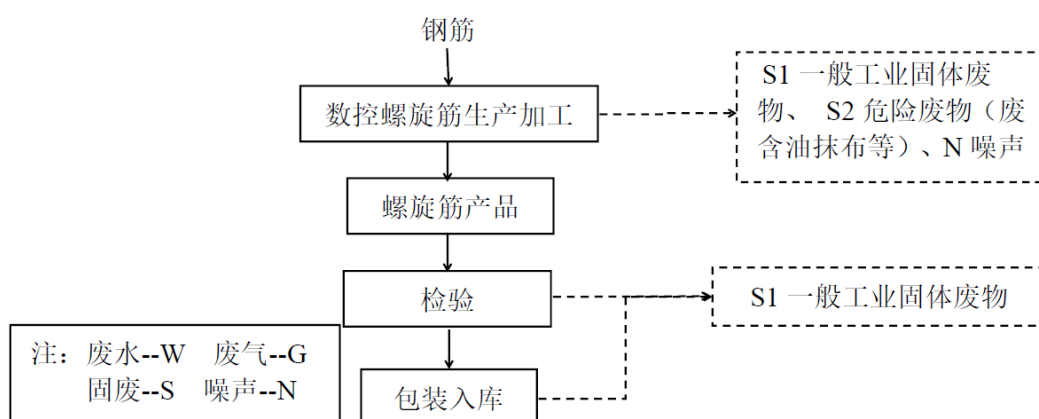 钢筋
数控螺旋筋生产加工
S1 一般工业固体废
物、 S2 危险废物（废
含油抹布等）、N 噪声
螺旋筋产品
检验
S1 一般工业固体废物
注：废水--W 废气--G
固废--S 噪声--N
包装入库